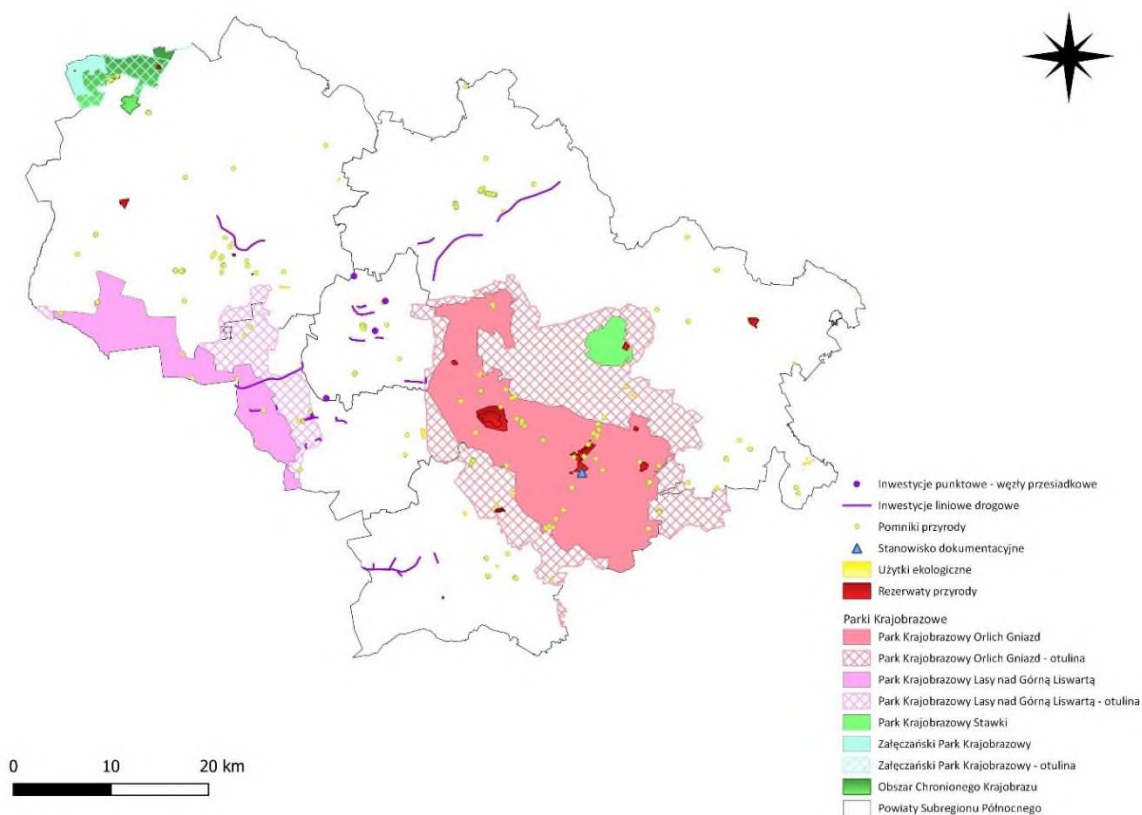 Inwestycje punktowe - węzły przesiadkowe
Inwestycje liniowe drogowe
Pomniki przyrody
Stanowisko dokumentacyjne
Użytki ekologiczne
Rezerwaty przyrody
Parki Krajobrazowe
Park Krajobrazowy Orlich Gniazd
Park Krajobrazowy Orlich Gniazd - otulina
Park Krajobrazowy Lasy nad Górną Liswartą
Park Krajobrazowy Lasy nad Górną Liswartą - otulina
Park Krajobrazowy Stawki
Załęczański Park Krajobrazowy
Załęczański Park Krajobrazowy - otulina
Obszar Chronionego Krajobrazu
Powiaty Subregionu Północnego
0 10 20 km